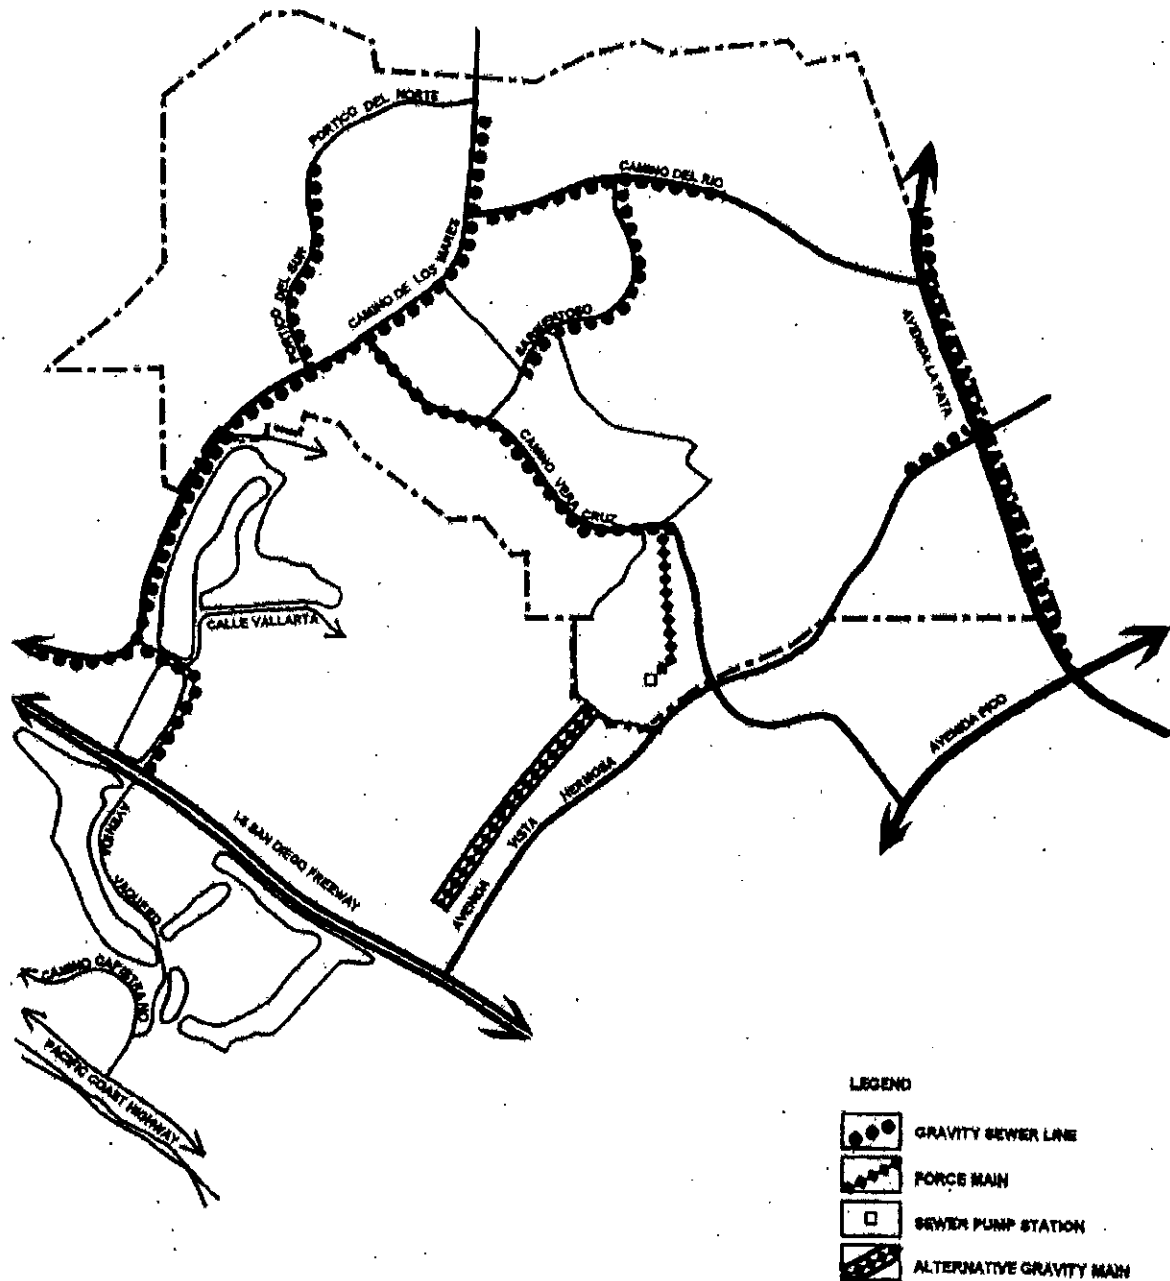 PORTICO DEL NORTE
CAMINO DEL RIO
PORTICO DEL SUR
CAMINO DE LOS MARES
SARMENTOSO
AVENIDA LA PATA
CAMINO VERA CRUZ
CALLE VALLARTA
AVENIDA PICO
AVENIDA VISTA HERMOSA
I-5 SAN DIEGO FREEWAY
AVENIDA VAQUERO
CAMINO CAPISTRANO
PACIFIC COAST HIGHWAY
LEGEND
GRAVITY SEWER LINE
FORCE MAIN
SEWER PUMP STATION
ALTERNATIVE GRAVITY MAIN